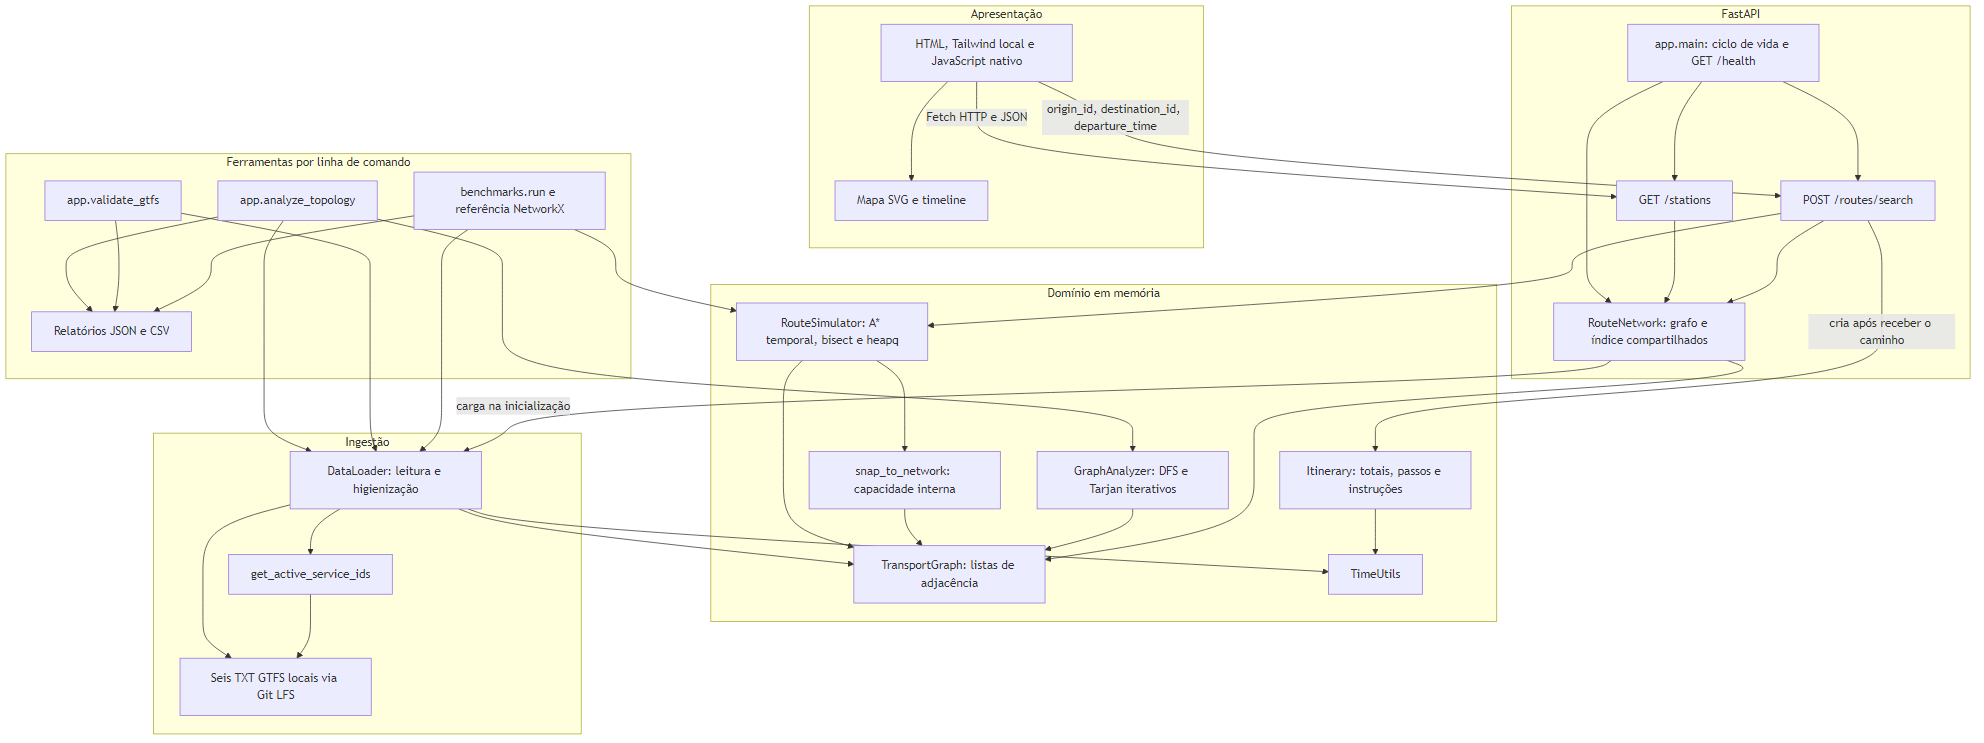 Apresentação
HTML, Tailwind local e
JavaScript nativo
Fetch HTTP e JSON
origin_id, destination_id,
departure_time
Mapa SVG e timeline
FastAPI
app.main: ciclo de vida e
GET /health
GET /stations
POST /routes/search
RouteNetwork: grafo e
índice compartilhados
cria após receber o
caminho
Ferramentas por linha de comando
app.validate_gtfs
app.analyze_topology
benchmarks.run e
referência NetworkX
Relatórios JSON e CSV
Domínio em memória
RouteSimulator: A*
temporal, bisect e heapq
snap_to_network:
capacidade interna
GraphAnalyzer: DFS e
Tarjan iterativos
Itinerary: totais, passos e
instruções
TransportGraph: listas de
adjacência
TimeUtils
carga na inicialização
Ingestão
DataLoader: leitura e
higienização
get_active_service_ids
Seis TXT GTFS locais via
Git LFS